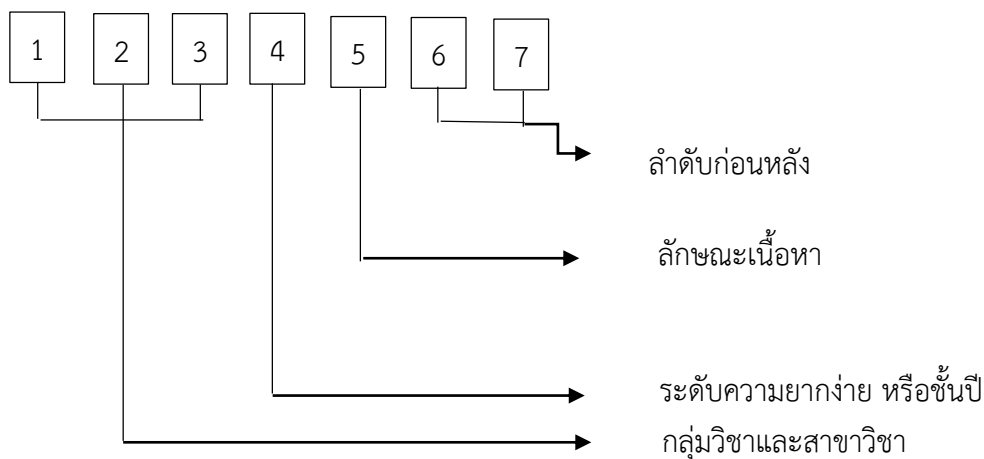 1 2 3 4 5 6 7
ลำดับก่อนหลัง
ลักษณะเนื้อหา
ระดับความยากง่าย หรือชั้นปี
กลุ่มวิชาและสาขาวิชา